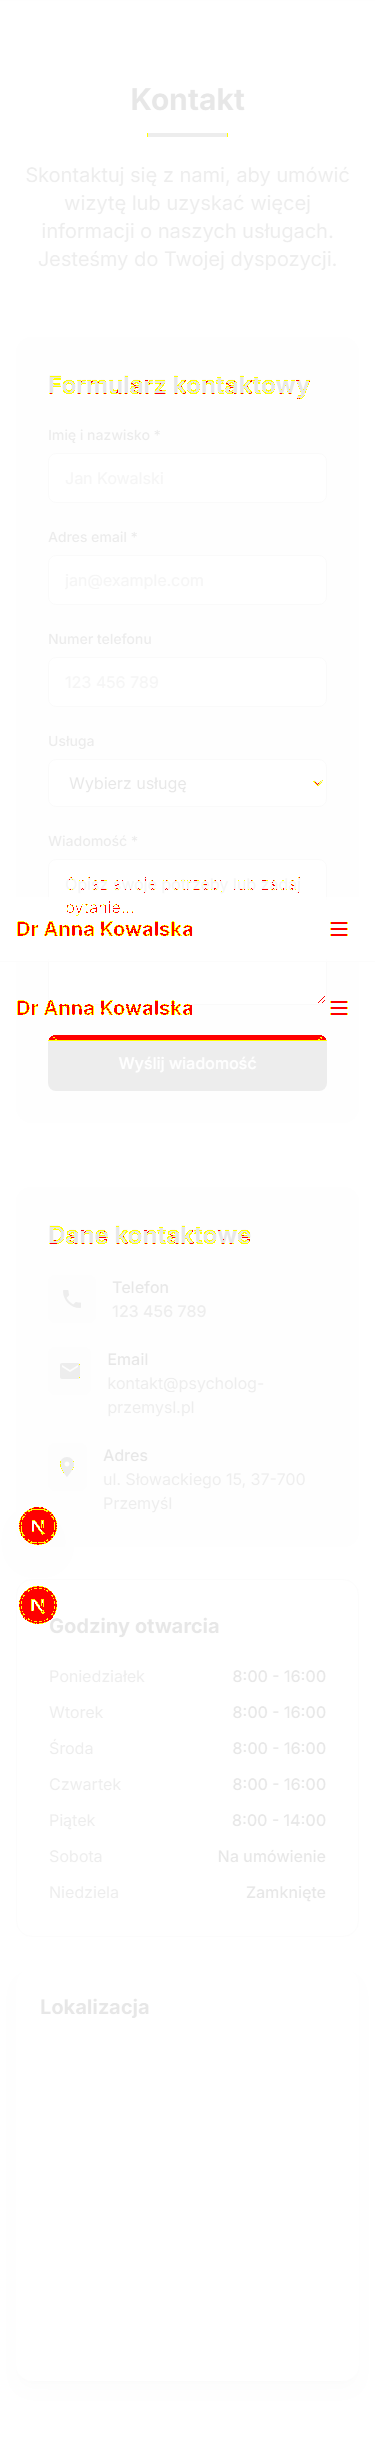 Kontakt
Skontaktuj się z nami, aby umówić
wizytę lub uzyskać więcej
informacji o naszych usługach.
Jesteśmy do Twojej dyspozycji.
Formularz kontaktowy
Imię i nazwisko *
Jan Kowalski
Adres email *
jan@example.com
Numer telefonu
123 456 789
Usługa
Wybierz usługę
Wiadomość *
pytanie...
Dr Anna Kowalska
Dr Anna Kowalska
Wyślij wiadomość
Dane kontaktowe
Telefon
123 456 789
Email
kontakt@psycholog-
przemysl.pl
Adres
ul. Słowackiego 15, 37-700
Przemyśl
N
N
Godziny otwarcia
Poniedziałek 8:00 - 16:00
Wtorek 8:00 - 16:00
Środa 8:00 - 16:00
Czwartek 8:00 - 16:00
Piątek 8:00 - 14:00
Sobota Na umówienie
Niedziela Zamknięte
Lokalizacja